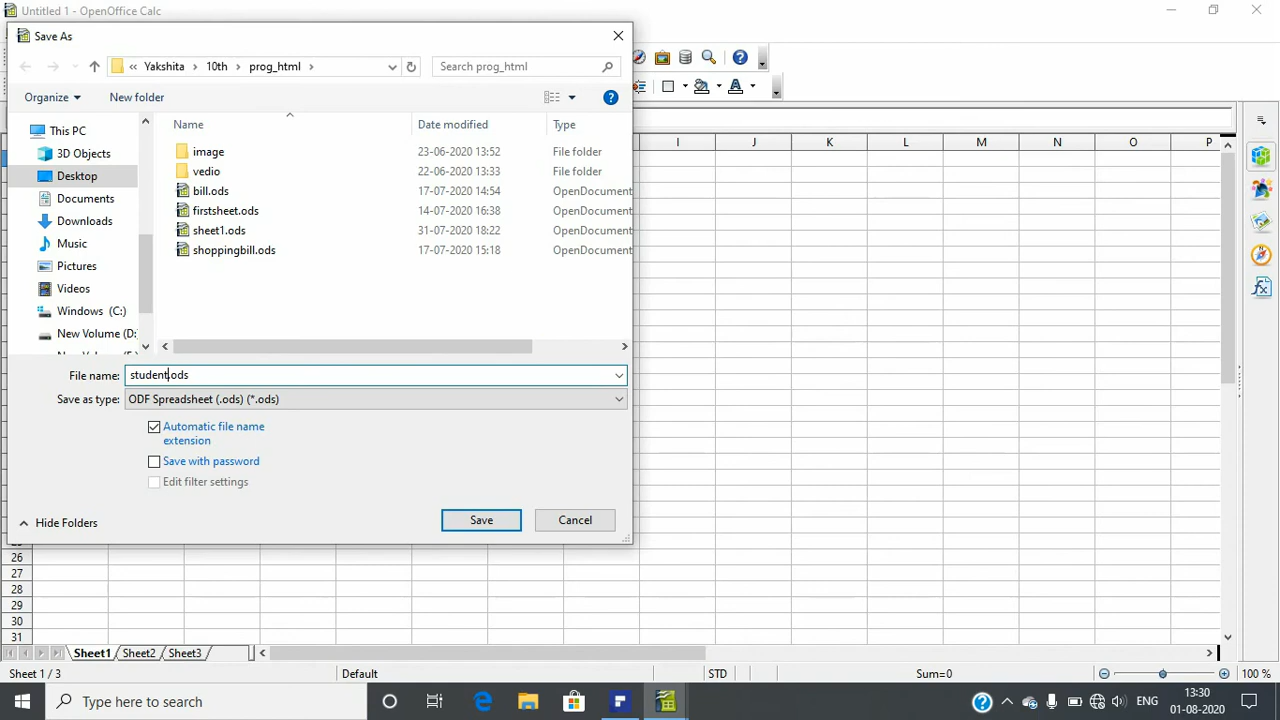 Untitled 1 - OpenOffice Calc
Save As
« Yakshita › 10th › prog_html ›
Search prog_html
Organize
New folder
Name
Date modified
Type
This PC
3D Objects
Desktop
Documents
Downloads
Music
Pictures
Videos
Windows (C:)
New Volume (D:
image 23-06-2020 13:52 File folder
vedio 22-06-2020 13:33 File folder
bill.ods 17-07-2020 14:54 OpenDocument
firstsheet.ods 14-07-2020 16:38 OpenDocument
sheet1.ods 31-07-2020 18:22 OpenDocument
shoppingbill.ods 17-07-2020 15:18 OpenDocument
File name: student.ods
Save as type: ODF Spreadsheet (.ods) (*.ods)
Automatic file name
extension
Save with password
Edit filter settings
Hide Folders
Save
Cancel
I J K L M N O P
26
27
28
29
30
31
Sheet1 Sheet2 Sheet3
Sheet 1 / 3 Default STD Sum=0 100 %
Type here to search
ENG
13:30
01-08-2020